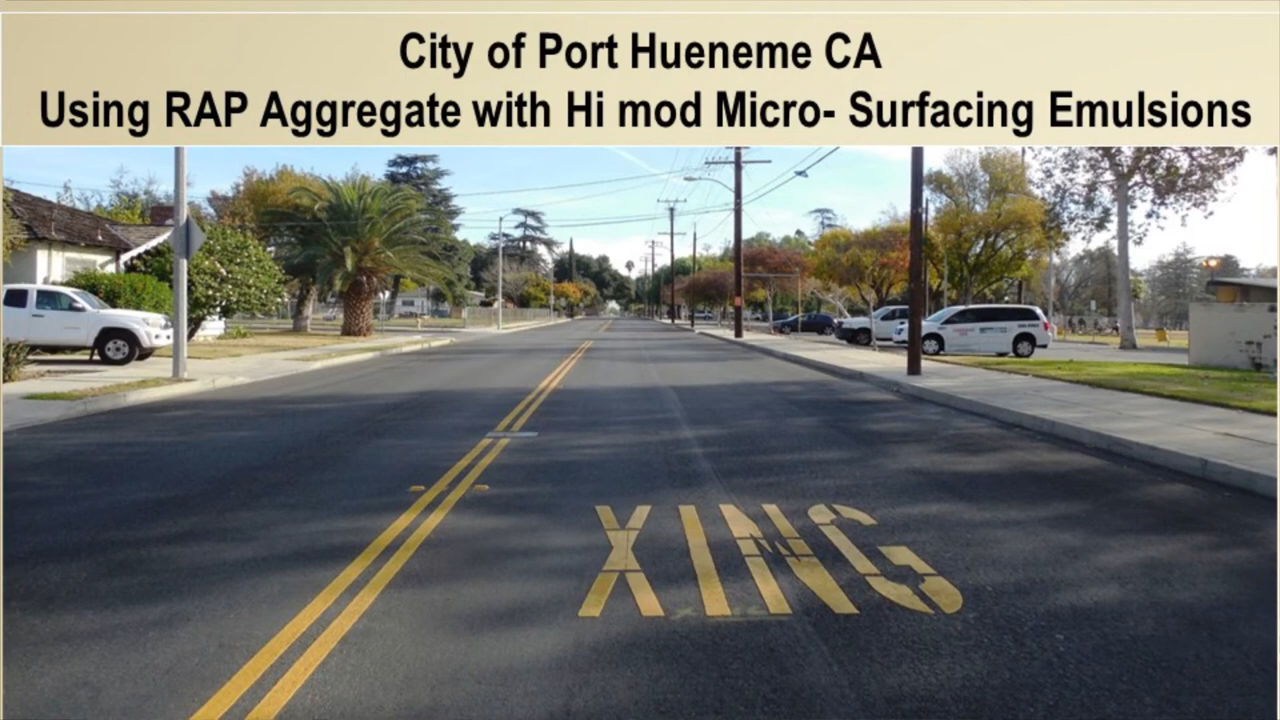 City of Port Hueneme CA
Using RAP Aggregate with Hi mod Micro- Surfacing Emulsions
XING